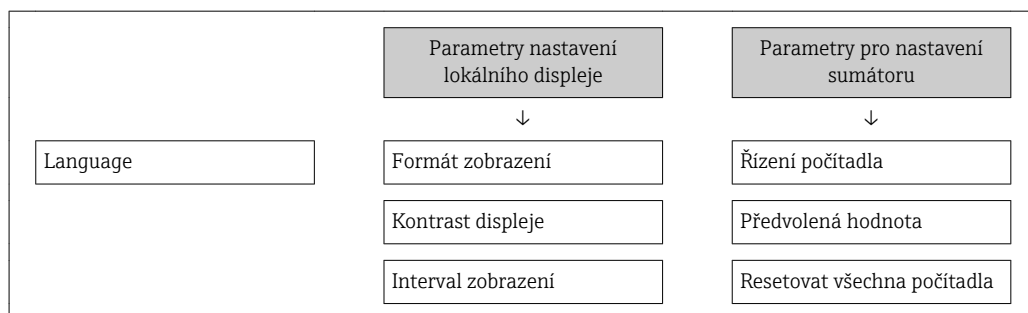 Parametry nastavení
lokálního displeje
Parametry pro nastavení
sumátoru
↓
↓
Language
Formát zobrazení
Řízení počítadla
Kontrast displeje
Předvolená hodnota
Interval zobrazení
Resetovat všechna počítadla